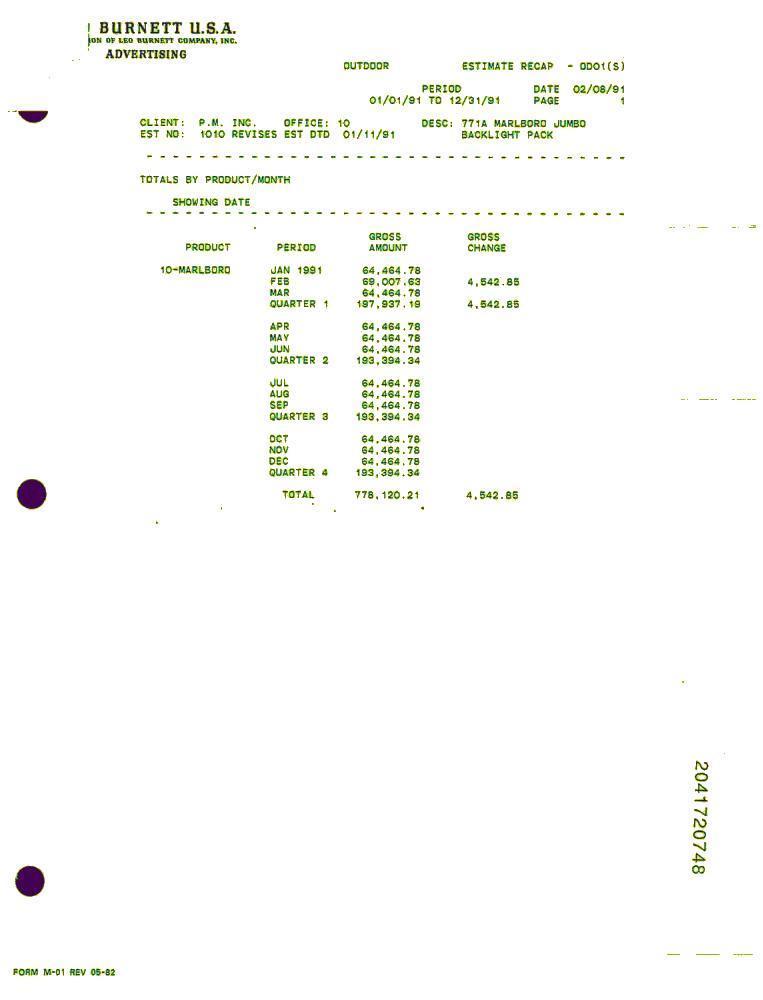 BURNETT U.S.A.
ION OF LEO BURNETT COMPANY, INC.
ADVERTISING
OUTDOOR ESTIMATE RECAP - OD01(S)
PERIOD DATE 02/08/91
01/01/91 TO 12/31/91 PAGE 1
CLIENT: P.M. INC. OFFICE: 10 DESC: 771A MARLBORO JUMBO
EST NO: 1010 REVISES EST DTD 01/11/91 BACKLIGHT PACK
TOTALS BY PRODUCT/MONTH
SHOWING DATE
GROSS GROSS
PRODUCT PERIOD AMOUNT CHANGE
10-MARLBORO JAN 1991 64,464.78
FEB 69,007.63 4,542.85
MAR 64,464.78
QUARTER 1 197,937.19 4,542.85
APR 64,464.78
MAY 64,464.78
JUN 64,464.78
QUARTER 2 193,394.34
JUL 64,464.78
AUG 64,464.78
SEP 64,464.78
QUARTER 3 193,394.34
OCT 64,464.78
NOV 64,464.78
DEC 64,464.78
QUARTER 4 193,394.34
TOTAL 778,120.21 4,542.85
2041720748
FORM M-01 REV 05-82